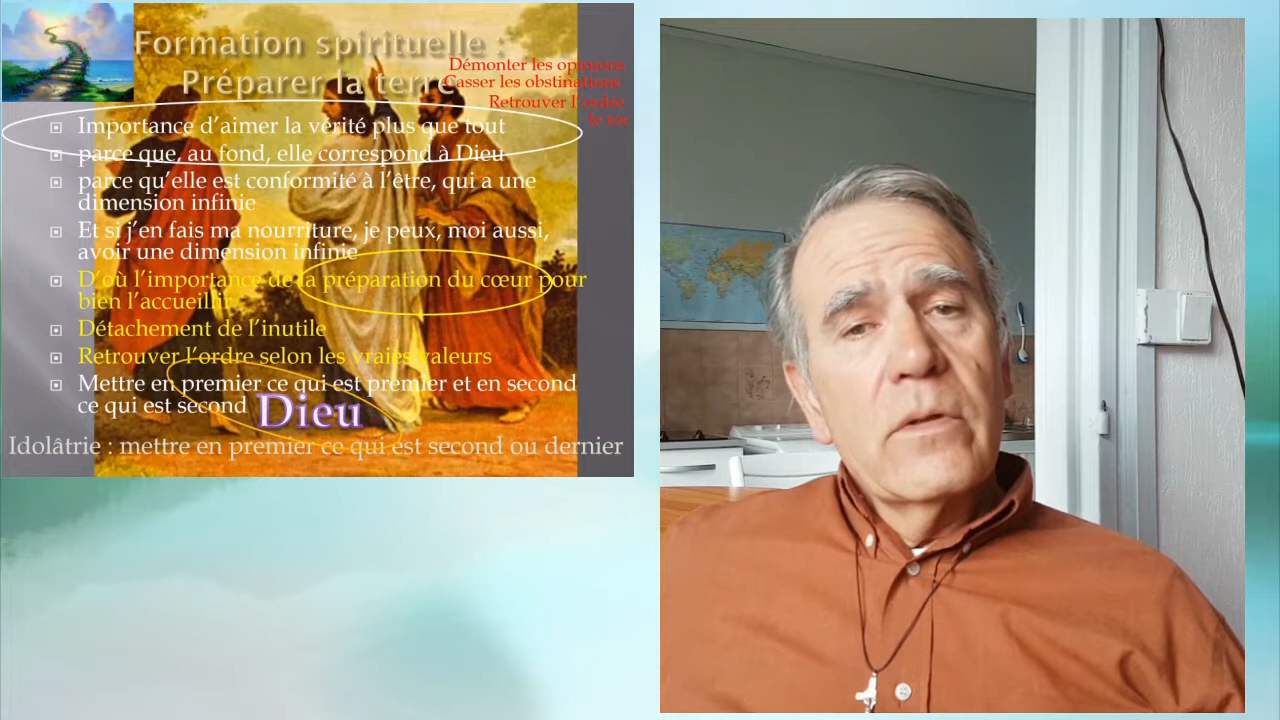 Formation spirituelle :
Préparer la terre
Démonter les opinions
Casser les obstinations
Retrouver l'ordre
le roc
Importance d'aimer la vérité plus que tout
parce que, au fond, elle correspond à Dieu
parce qu'elle est conformité à l'être, qui a une
dimension infinie
Et si j'en fais ma nourriture, je peux, moi aussi,
avoir une dimension infinie
D'où l'importance de la préparation du cœur pour
bien l'accueillir
Détachement de l'inutile
Retrouver l'ordre selon les vraies valeurs
Mettre en premier ce qui est premier et en second
ce qui est second
Dieu
Idolâtrie : mettre en premier ce qui est second ou dernier